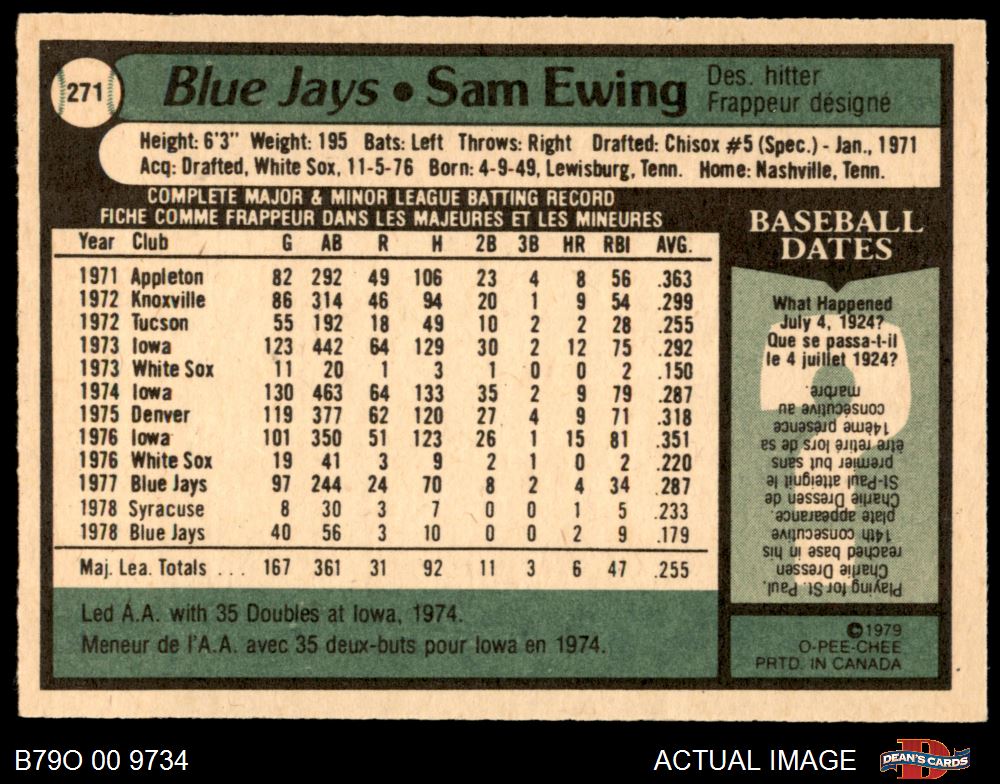 271
Blue Jays • Sam Ewing
Des. hitter
Frappeur désigné
Height: 6'3" Weight: 195 Bats: Left Throws: Right Drafted: Chisox #5 (Spec.) - Jan., 1971
Acq: Drafted, White Sox, 11-5-76 Born: 4-9-49, Lewisburg, Tenn. Home: Nashville, Tenn.
COMPLETE MAJOR & MINOR LEAGUE BATTING RECORD
FICHE COMME FRAPPEUR DANS LES MAJEURES ET LES MINEURES
Year Club G AB R H 2B 3B HR RBI AVG.
1971 Appleton 82 292 49 106 23 4 8 56 .363
1972 Knoxville 86 314 46 94 20 1 9 54 .299
1972 Tucson 55 192 18 49 10 2 2 28 .255
1973 Iowa 123 442 64 129 30 2 12 75 .292
1973 White Sox 11 20 1 3 1 0 0 2 .150
1974 Iowa 130 463 64 133 35 2 9 79 .287
1975 Denver 119 377 62 120 27 4 9 71 .318
1976 Iowa 101 350 51 123 26 1 15 81 .351
1976 White Sox 19 41 3 9 2 1 0 2 .220
1977 Blue Jays 97 244 24 70 8 2 4 34 .287
1978 Syracuse 8 30 3 7 0 0 1 5 .233
1978 Blue Jays 40 56 3 10 0 0 2 9 .179
Maj. Lea. Totals ... 167 361 31 92 11 3 6 47 .255
Led A.A. with 35 Doubles at Iowa, 1974.
Meneur de l'A.A. avec 35 deux-buts pour Iowa en 1974.
BASEBALL
DATES
What Happened
July 4, 1924?
Que se passa-t-il
le 4 juillet 1924?
Playing for St. Paul,
Charlie Dressen
reached base in his
14th consecutive
plate appearance.
Charlie Dressen de
St-Paul atteignit le
premier but sans
être retiré lors de sa
14ème présence
consécutive au
marbre.
©1979
O-PEE-CHEE
PRTD. IN CANADA
B79O 00 9734
ACTUAL IMAGE
DEAN'S CARDS